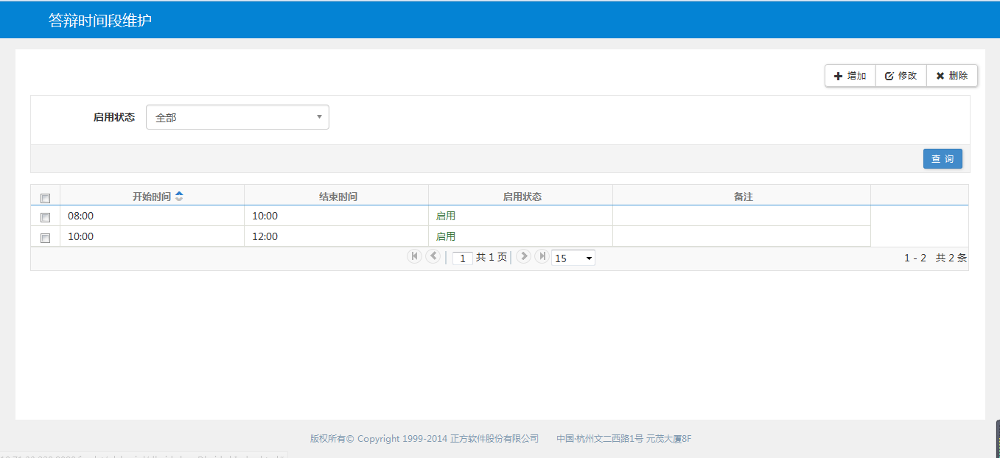 答辩时间段维护
增加 修改 删除
启用状态 全部
查 询
开始时间 结束时间 启用状态 备注
08:00 10:00 启用
10:00 12:00 启用
1 共 1 页 15 1 - 2 共 2 条
版权所有© Copyright 1999-2014 正方软件股份有限公司 中国·杭州文二西路1号 元茂大厦8F